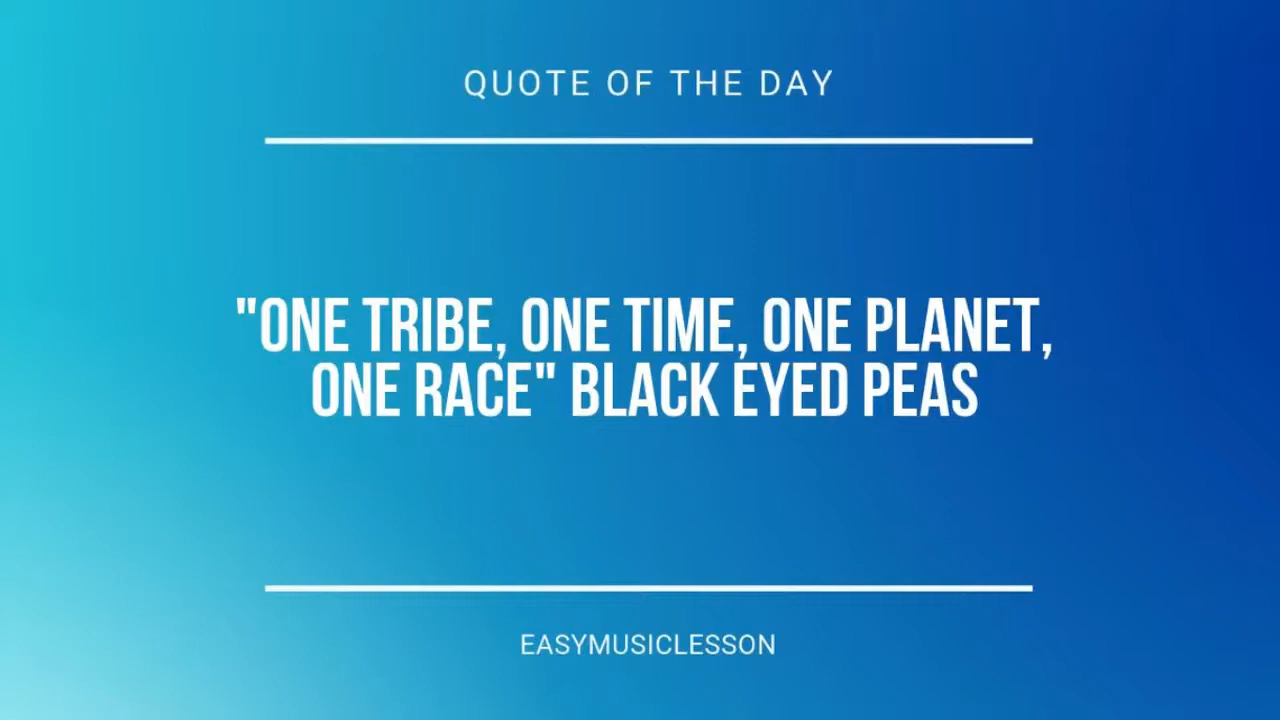 QUOTE OF THE DAY
"ONE TRIBE, ONE TIME, ONE PLANET,
ONE RACE" BLACK EYED PEAS
EASYMUSICLESSON